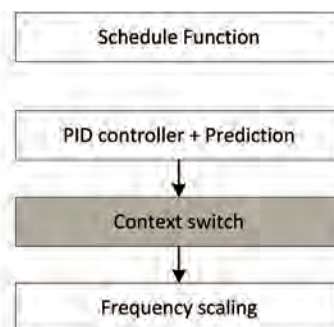 Schedule Function
PID controller + Prediction
Context switch
Frequency scaling